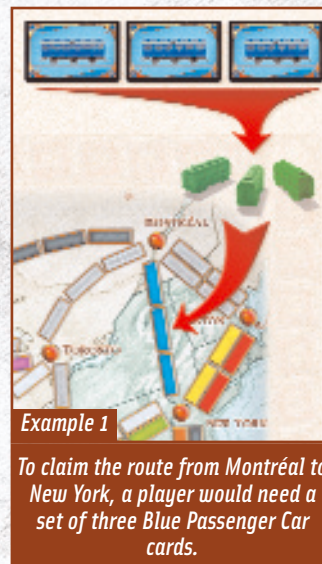 MONTRÉAL
TORONTO
NEW YORK
Example 1
To claim the route from Montréal to
New York, a player would need a
set of three Blue Passenger Car
cards.